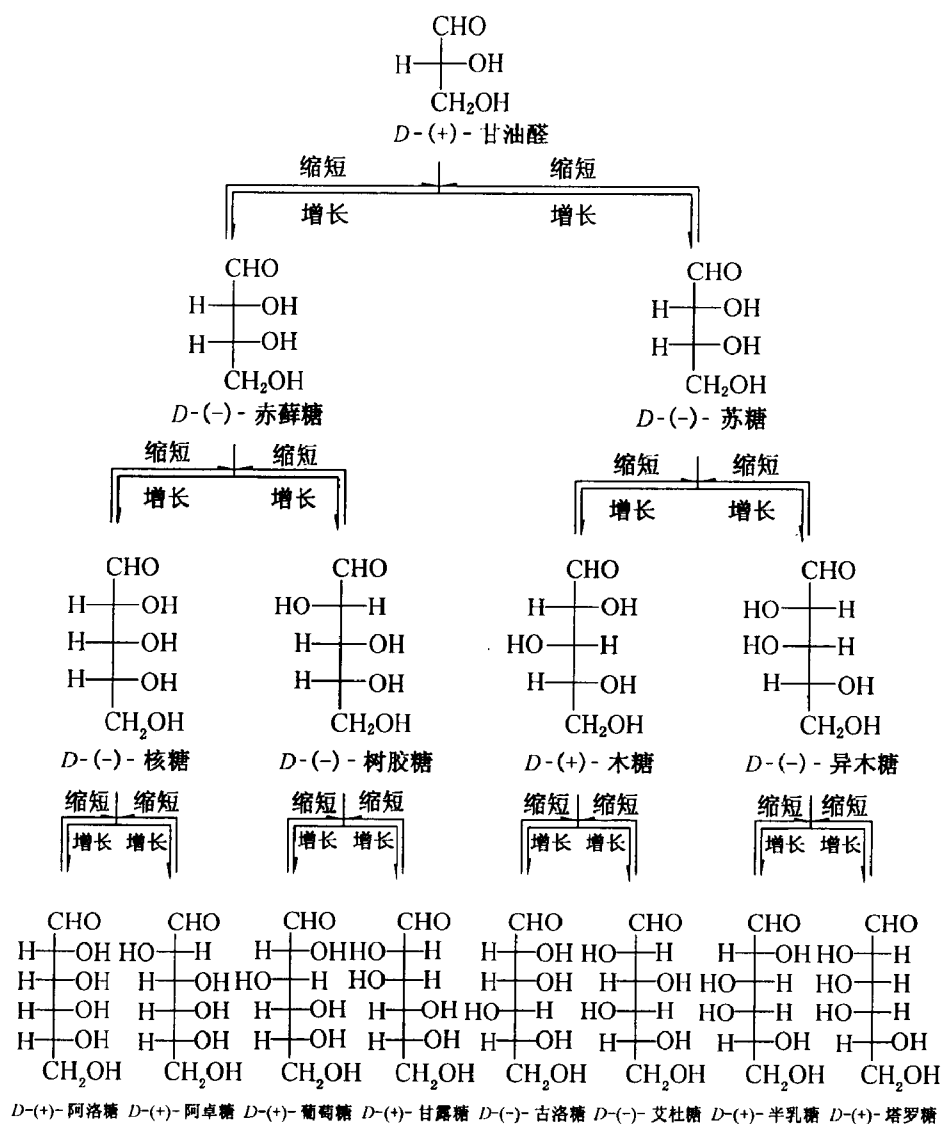 CHO
H OH
CH₂OH
D-(+)-甘油醛
缩短 缩短
增长 增长
CHO CHO
H OH H OH
H OH H OH
CH₂OH CH₂OH
D-(−)-赤藓糖 D-(−)-苏糖
缩短 缩短 缩短 缩短
增长 增长 增长 增长
CHO CHO CHO CHO
H OH HO H H OH HO H
H OH H OH HO H HO H
H OH H OH H OH H OH
CH₂OH CH₂OH CH₂OH CH₂OH
D-(−)-核糖 D-(−)-树胶糖 D-(+)-木糖 D-(−)-异木糖
缩短 缩短 缩短 缩短 缩短 缩短 缩短 缩短
增长 增长 增长 增长 增长 增长 增长 增长
CHO CHO CHO CHO CHO CHO CHO CHO
H OH HO H H OH HO H H OH HO H H OH HO H
H OH H OH HO H HO H H OH H OH HO H HO H
H OH H OH H OH H OH HO H HO H HO H HO H
H OH H OH H OH H OH H OH H OH H OH H OH
CH₂OH CH₂OH CH₂OH CH₂OH CH₂OH CH₂OH CH₂OH CH₂OH
D-(+)-阿洛糖 D-(+)-阿卓糖 D-(+)-葡萄糖 D-(+)-甘露糖 D-(−)-古洛糖 D-(−)-艾杜糖 D-(+)-半乳糖 D-(+)-塔罗糖